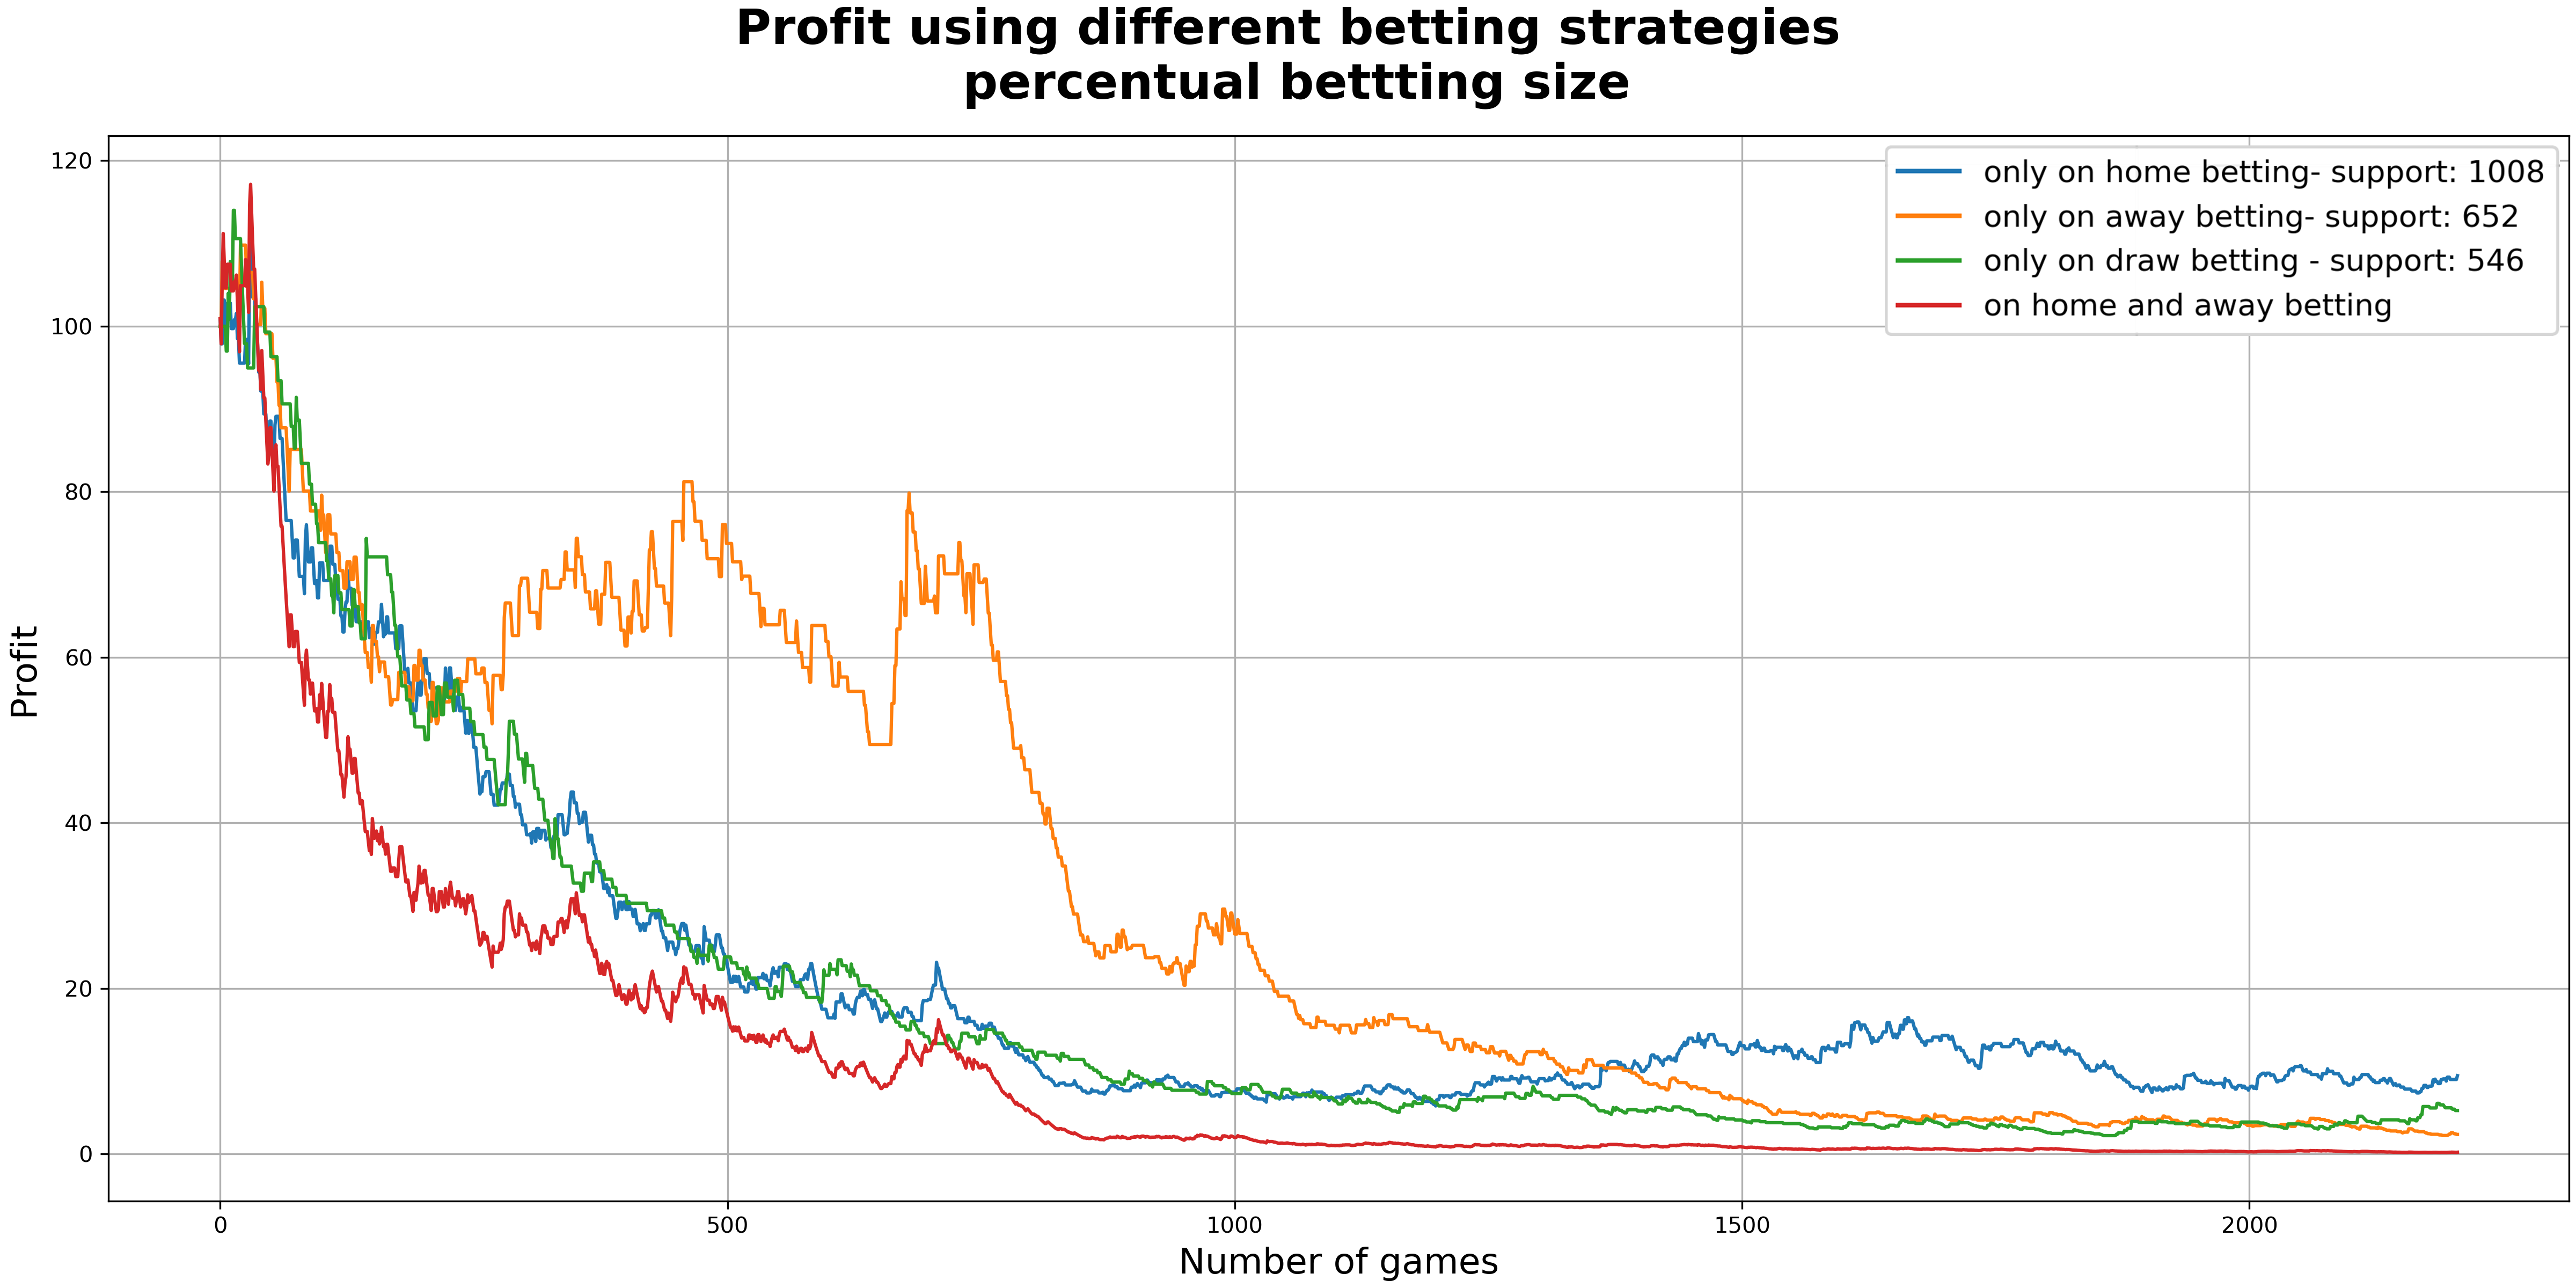 Profit using different betting strategies
percentual bettting size
120
100
80
60
40
20
0
Profit
0
500
1000
1500
2000
Number of games
only on home betting- support: 1008
only on away betting- support: 652
only on draw betting - support: 546
on home and away betting